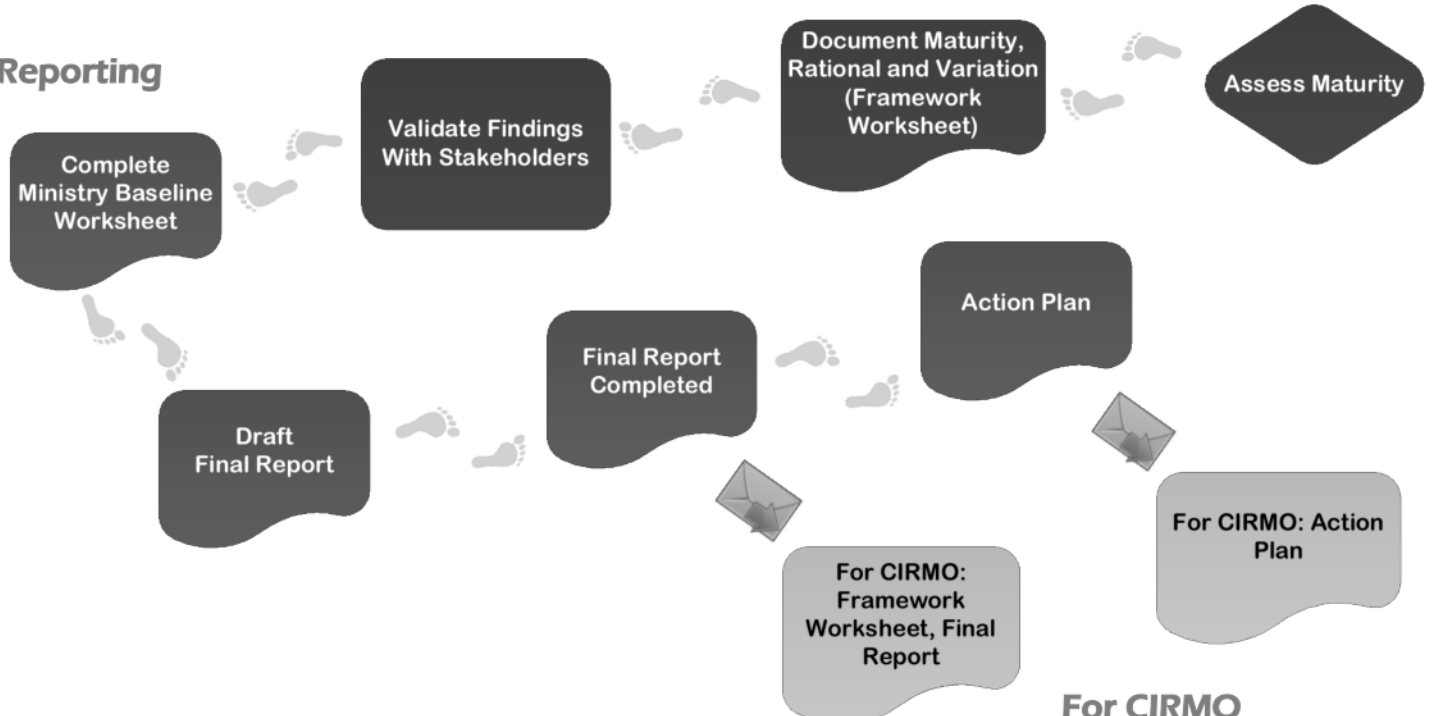 Reporting
Complete
Ministry Baseline
Worksheet
Validate Findings
With Stakeholders
Document Maturity,
Rational and Variation
(Framework
Worksheet)
Assess Maturity
Draft
Final Report
Final Report
Completed
Action Plan
For CIRMO:
Framework
Worksheet, Final
Report
For CIRMO: Action
Plan
For CIRMO